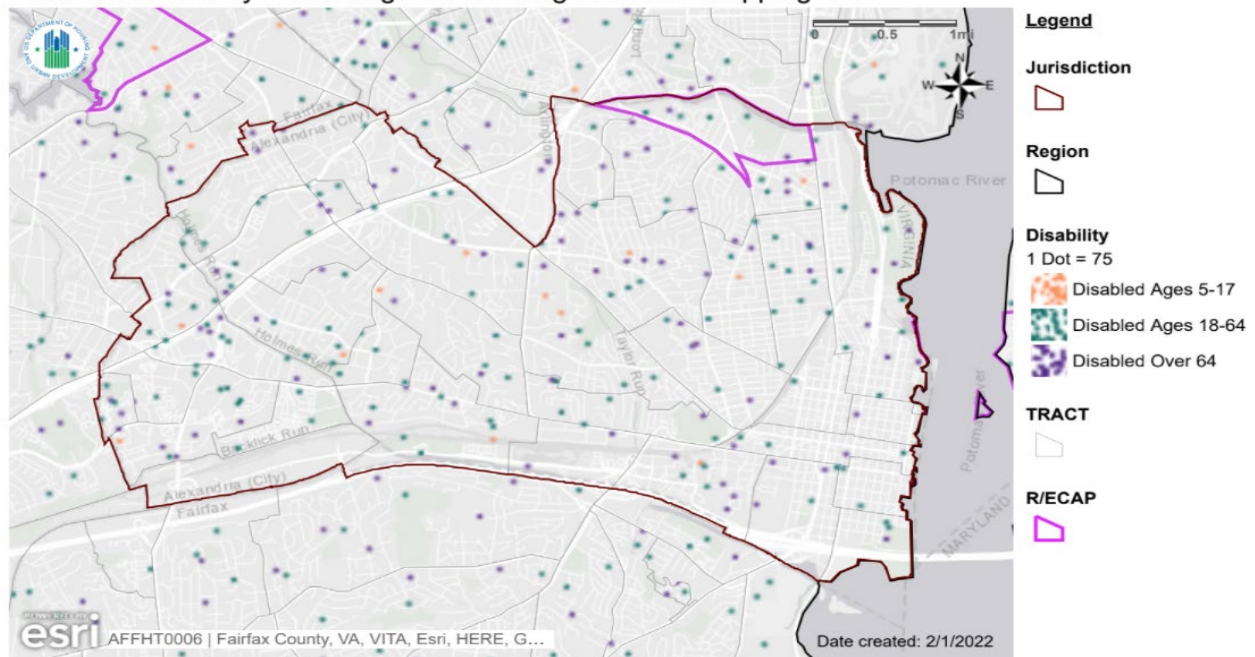 0 0.5 1mi
N
W E
S
Fairfax
Alexandria (City)
Arlington
Potomac River
VIRGINIA
Holmes Run
Holmes Run
Taylor Run
Backlick Run
Alexandria (City)
Fairfax
MARYLAND
esri
AFFHT0006 | Fairfax County, VA, VITA, Esri, HERE, G...
Date created: 2/1/2022
Legend
Jurisdiction
Region
Disability
1 Dot = 75
Disabled Ages 5-17
Disabled Ages 18-64
Disabled Over 64
TRACT
R/ECAP